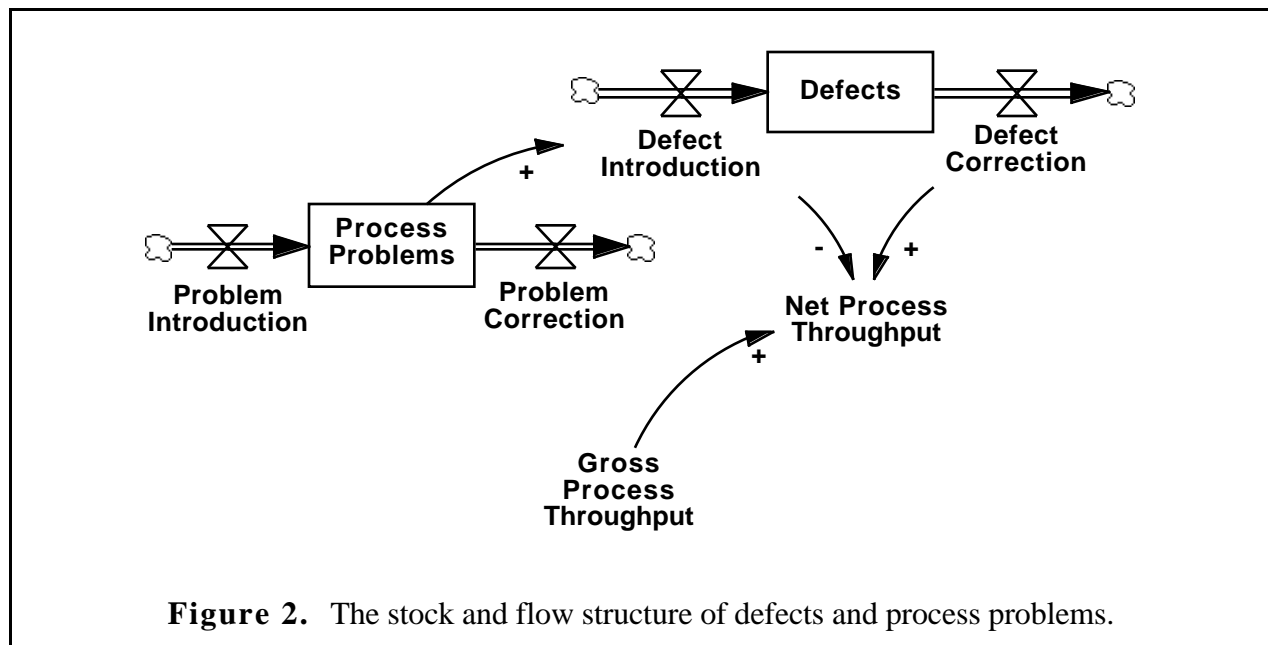 Defects
Defect
Introduction
Defect
Correction
+
Process
Problems
Problem
Introduction
Problem
Correction
-
+
Net Process
Throughput
+
Gross
Process
Throughput
Figure 2. The stock and flow structure of defects and process problems.